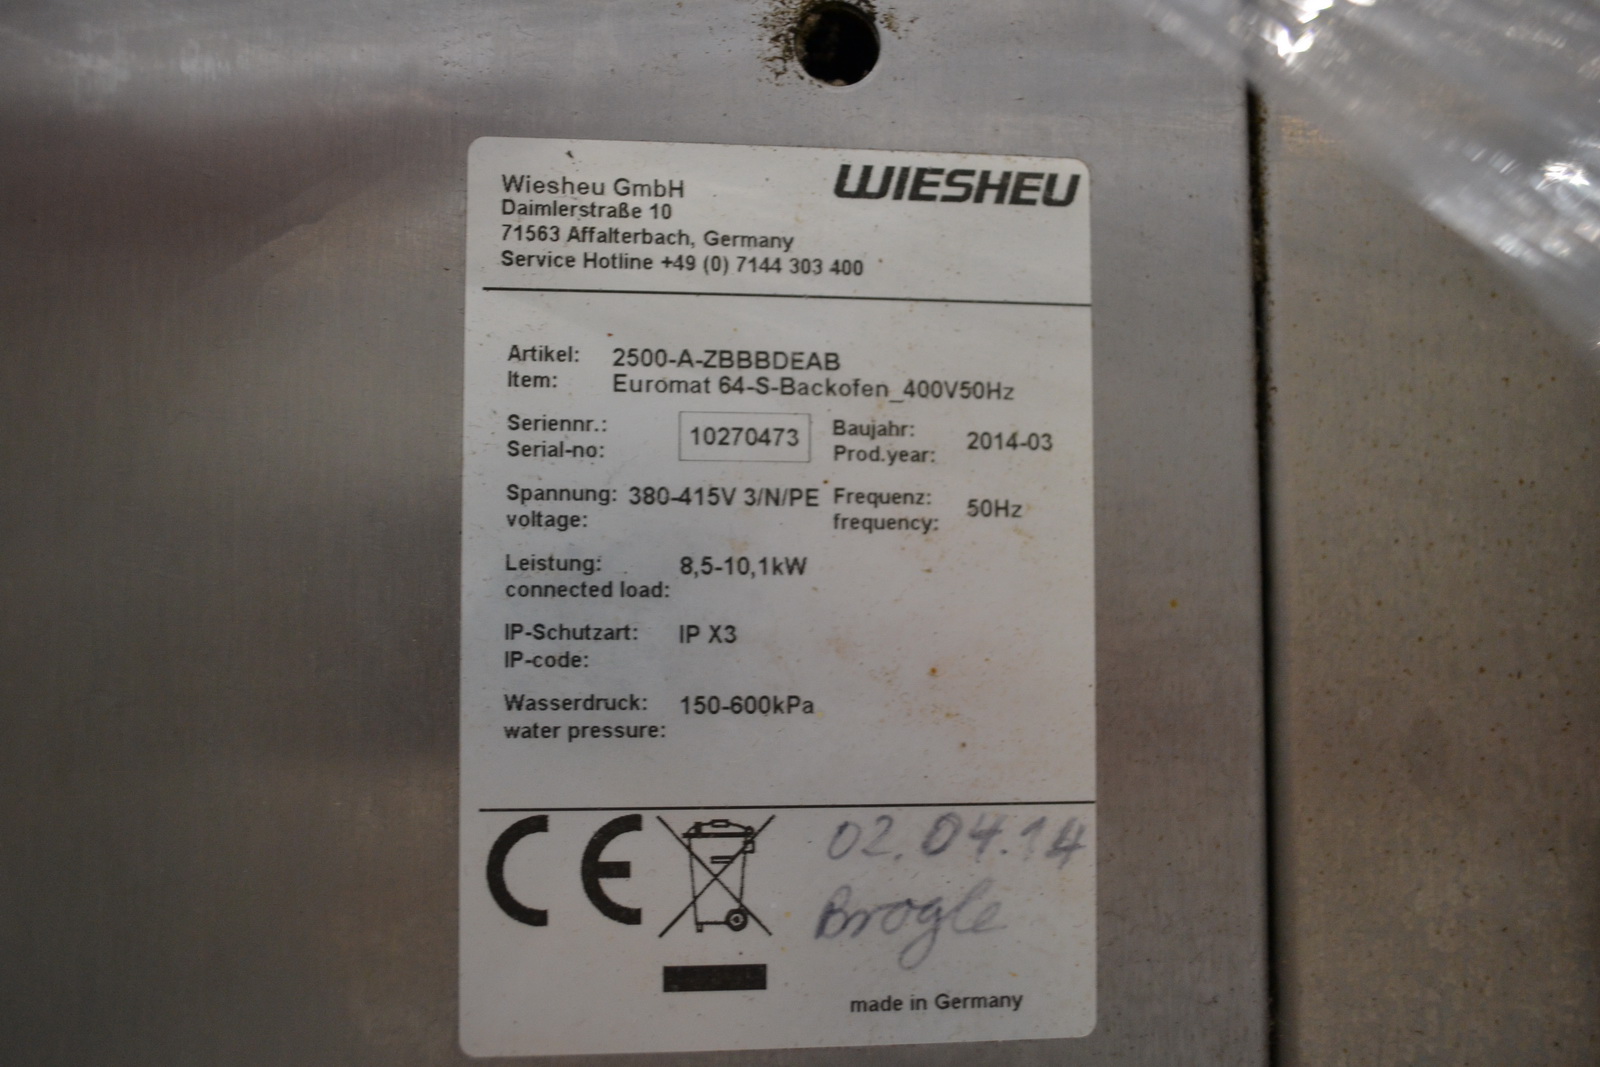 Wiesheu GmbH
Daimlerstraße 10
71563 Affalterbach, Germany
Service Hotline +49 (0) 7144 303 400
WIESHEU
Artikel: 2500-A-ZBBBDEAB
Item: Euromat 64-S-Backofen_400V50Hz
Seriennr.: 10270473 Baujahr: 2014-03
Serial-no: Prod.year:
Spannung: 380-415V 3/N/PE Frequenz: 50Hz
voltage: frequency:
Leistung: 8,5-10,1kW
connected load:
IP-Schutzart: IP X3
IP-code:
Wasserdruck: 150-600kPa
water pressure:
CE
02.04.14
Brogle
made in Germany